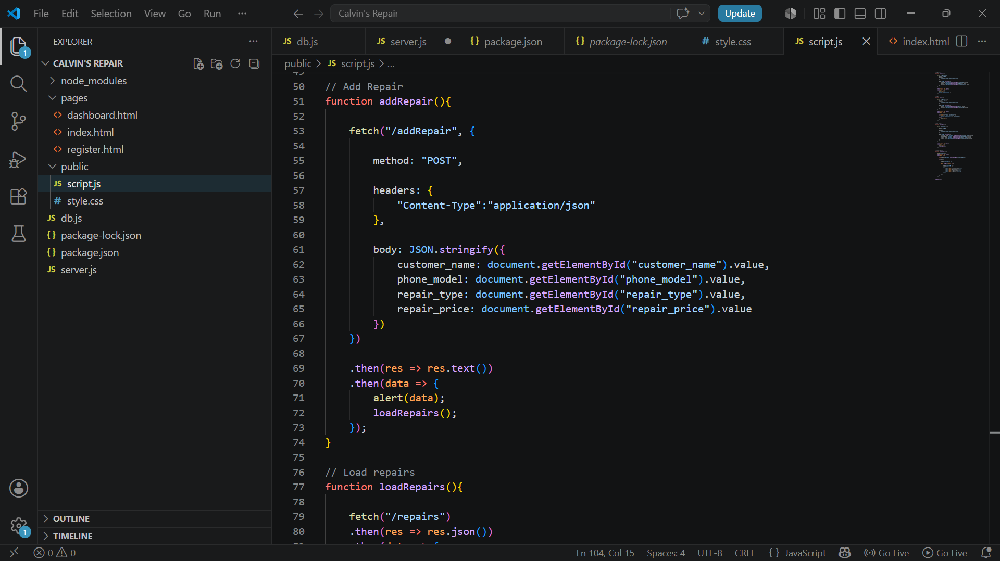 File Edit Selection View Go Run ···
Calvin's Repair
Update
EXPLORER
CALVIN'S REPAIR
node_modules
pages
dashboard.html
index.html
register.html
public
JS script.js
# style.css
JS db.js
{} package-lock.json
{} package.json
JS server.js
OUTLINE
TIMELINE
1
1
JS db.js
JS server.js
{} package.json
{} package-lock.json
# style.css
JS script.js
<> index.html
public > JS script.js > ...
49
50 // Add Repair
51 function addRepair(){
52
53 fetch("/addRepair", {
54
55 method: "POST",
56
57 headers: {
58 "Content-Type":"application/json"
59 },
60
61 body: JSON.stringify({
62 customer_name: document.getElementById("customer_name").value,
63 phone_model: document.getElementById("phone_model").value,
64 repair_type: document.getElementById("repair_type").value,
65 repair_price: document.getElementById("repair_price").value
66 })
67 })
68
69 .then(res => res.text())
70 .then(data => {
71 alert(data);
72 loadRepairs();
73 });
74 }
75
76 // Load repairs
77 function loadRepairs(){
78
79 fetch("/repairs")
80 .then(res => res.json())
0 0
Ln 104, Col 15 Spaces: 4 UTF-8 CRLF {} JavaScript Go Live Go Live